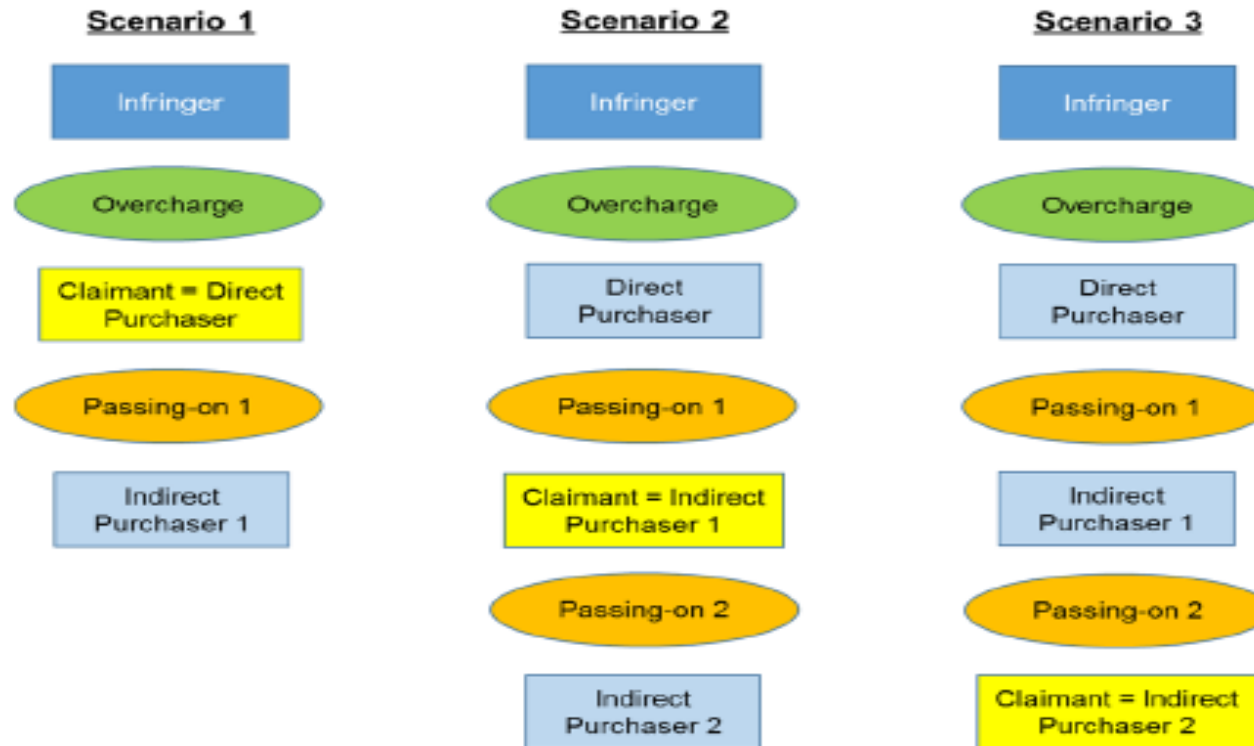 Scenario 1
Infringer
Overcharge
Claimant = Direct
Purchaser
Passing-on 1
Indirect
Purchaser 1
Scenario 2
Infringer
Overcharge
Direct
Purchaser
Passing-on 1
Claimant = Indirect
Purchaser 1
Passing-on 2
Indirect
Purchaser 2
Scenario 3
Infringer
Overcharge
Direct
Purchaser
Passing-on 1
Indirect
Purchaser 1
Passing-on 2
Claimant = Indirect
Purchaser 2